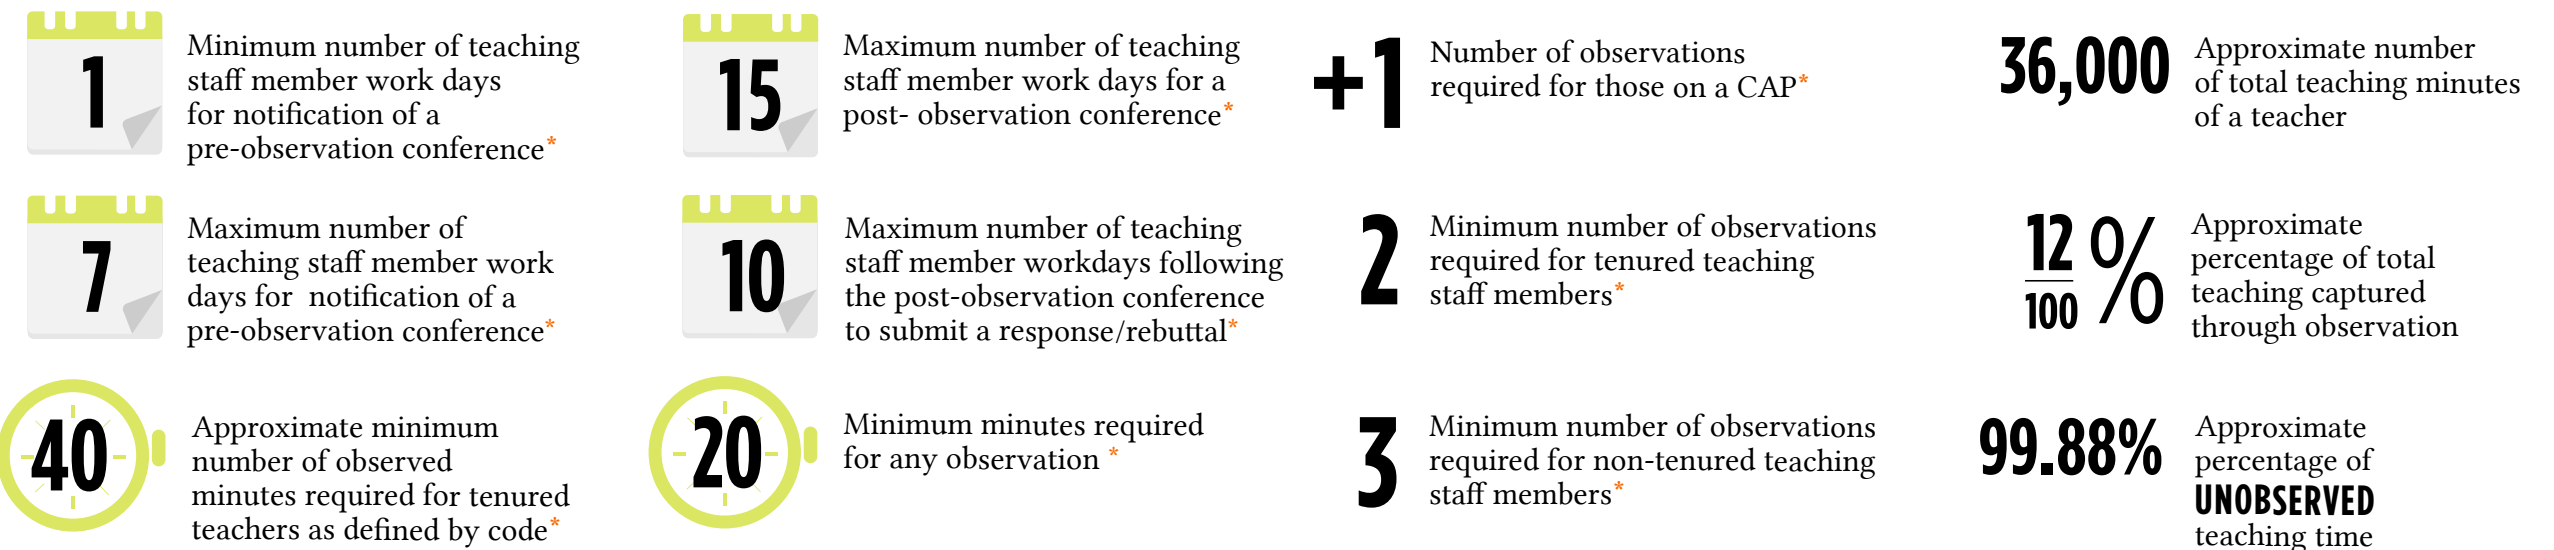 1
Minimum number of teaching
staff member work days
for notification of a
pre-observation conference*
15
Maximum number of teaching
staff member work days for a
post- observation conference*
+1
Number of observations
required for those on a CAP*
36,000
Approximate number
of total teaching minutes
of a teacher
7
Maximum number of
teaching staff member work
days for notification of a
pre-observation conference*
10
Maximum number of teaching
staff member workdays following
the post-observation conference
to submit a response/rebuttal*
2
Minimum number of observations
required for tenured teaching
staff members*
12
100 %
Approximate
percentage of total
teaching captured
through observation
40
Approximate minimum
number of observed
minutes required for tenured
teachers as defined by code*
20
Minimum minutes required
for any observation *
3
Minimum number of observations
required for non-tenured teaching
staff members*
99.88%
Approximate
percentage of
UNOBSERVED
teaching time